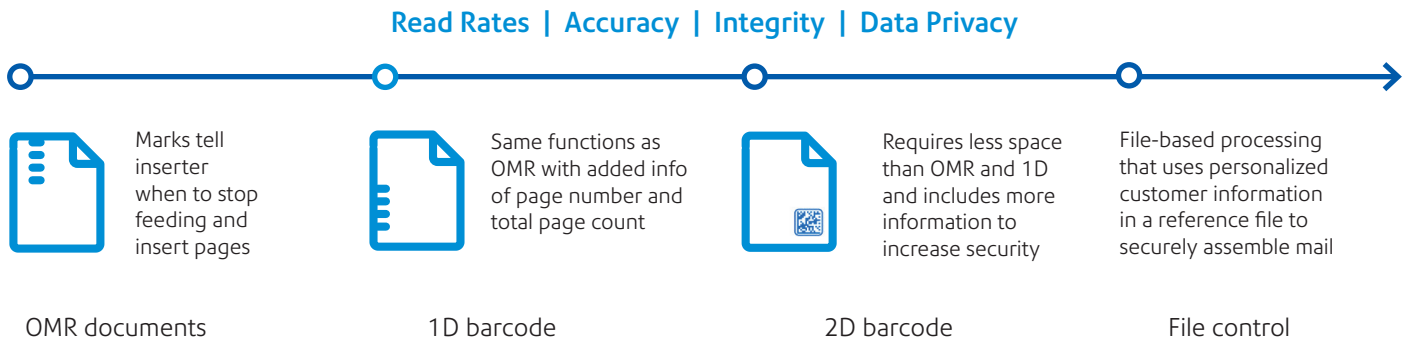 Read Rates | Accuracy | Integrity | Data Privacy
Marks tell
inserter
when to stop
feeding and
insert pages
Same functions as
OMR with added info
of page number and
total page count
Requires less space
than OMR and 1D
and includes more
information to
increase security
File-based processing
that uses personalized
customer information
in a reference file to
securely assemble mail
OMR documents
1D barcode
2D barcode
File control